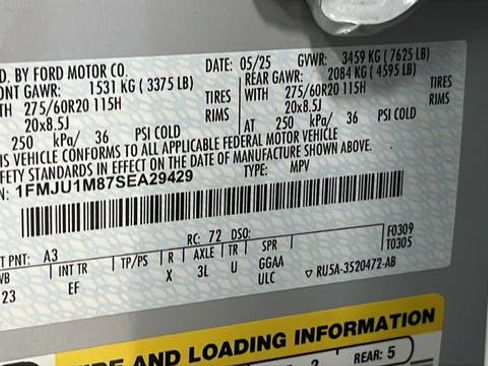 D. BY FORD MOTOR CO.
DATE: 05/25 GVWR: 3459 KG ( 7625 LB)
ONT GAWR: 1531 KG ( 3375 LB) REAR GAWR: 2084 KG ( 4595 LB)
TH 275/60R20 115H TIRES WITH 275/60R20 115H TIRES
20x8.5J RIMS 20x8.5J RIMS
250 kPa/ 36 PSI COLD AT 250 kPa/ 36 PSI COLD
IS VEHICLE CONFORMS TO ALL APPLICABLE FEDERAL MOTOR VEHICLE
FETY STANDARDS IN EFFECT ON THE DATE OF MANUFACTURE SHOWN ABOVE.
N: 1FMJU1M87SEA29429 TYPE: MPV
F0309
T0305
T PNT: A3 RC: 72 DSO:
WB INT TR TP/PS R AXLE TR SPR
23 EF X 3L U GGAA
ULC
▽ RU5A-3520472-AB
RE AND LOADING INFORMATION
2 REAR: 5